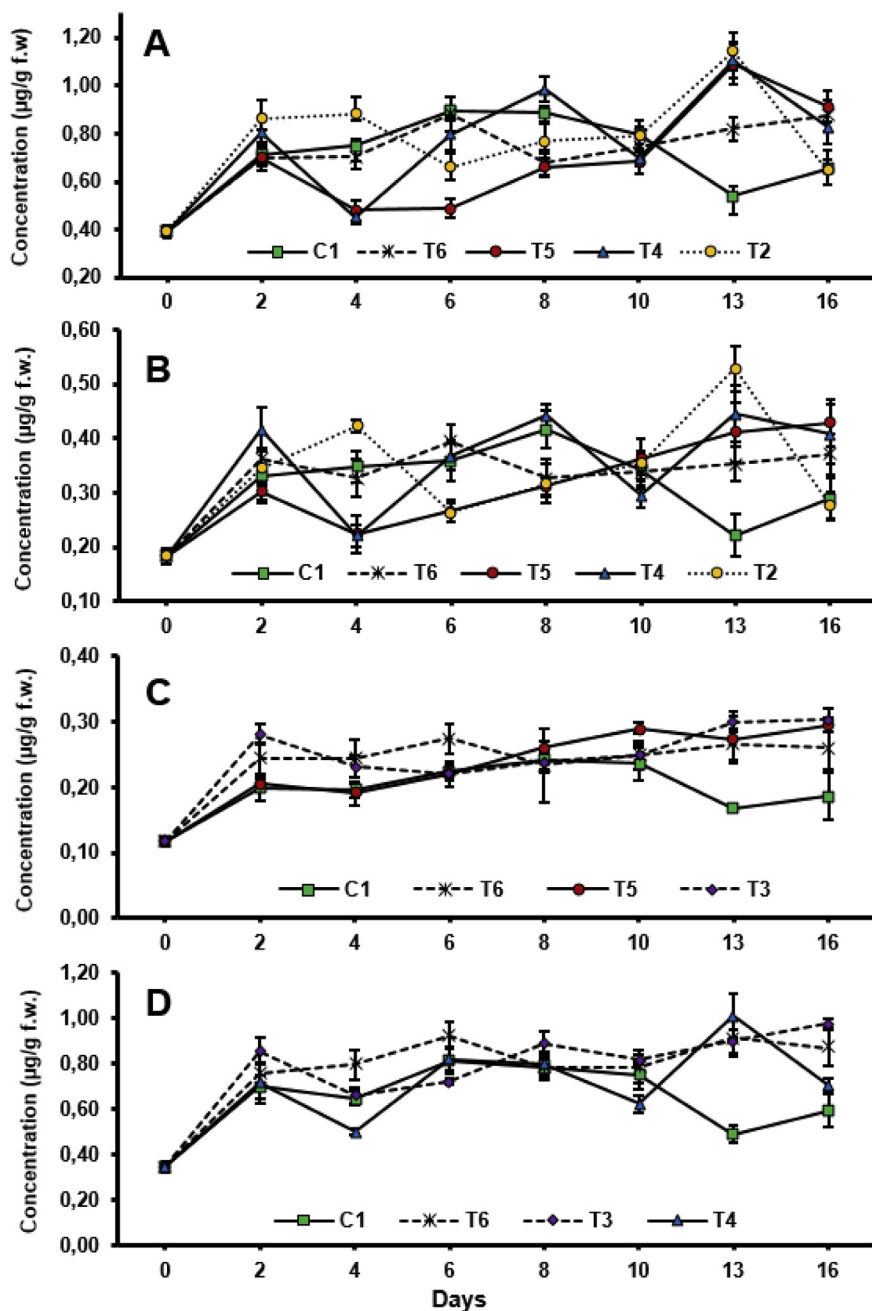 A
Concentration (µg/g f.w)
1,20
1,00
0,80
0,60
0,40
0,20
C1 T6 T5 T4 T2
0 2 4 6 8 10 13 16
B
Concentration (µg/g f.w.)
0,60
0,50
0,40
0,30
0,20
0,10
C1 T6 T5 T4 T2
0 2 4 6 8 10 13 16
C
Concentration (µg/g f.w.)
0,40
0,30
0,20
0,10
0,00
C1 T6 T5 T3
0 2 4 6 8 10 13 16
D
Concentration (µg/g f.w.)
1,20
1,00
0,80
0,60
0,40
0,20
0,00
C1 T6 T3 T4
0 2 4 6 8 10 13 16
Days